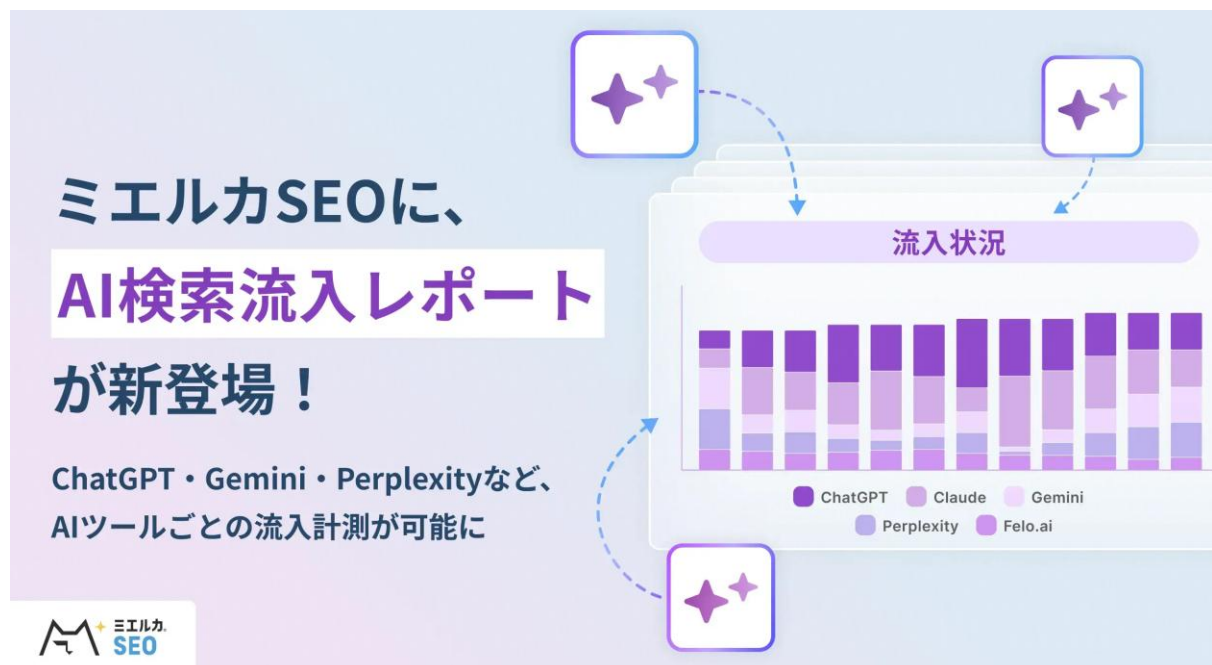 ミエルカSEOに、
AI検索流入レポート
が新登場！
ChatGPT・Gemini・Perplexityなど、
AIツールごとの流入計測が可能に
流入状況
ChatGPT Claude Gemini
Perplexity Felo.ai
ミエルカ
SEO